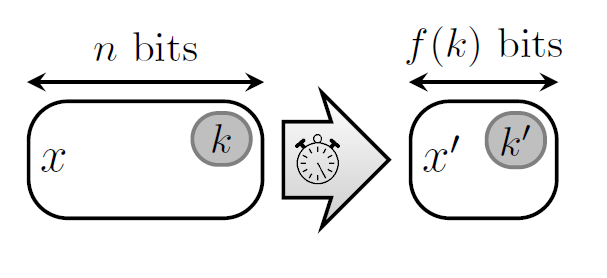 n bits
f(k) bits
x
k
x′
k′